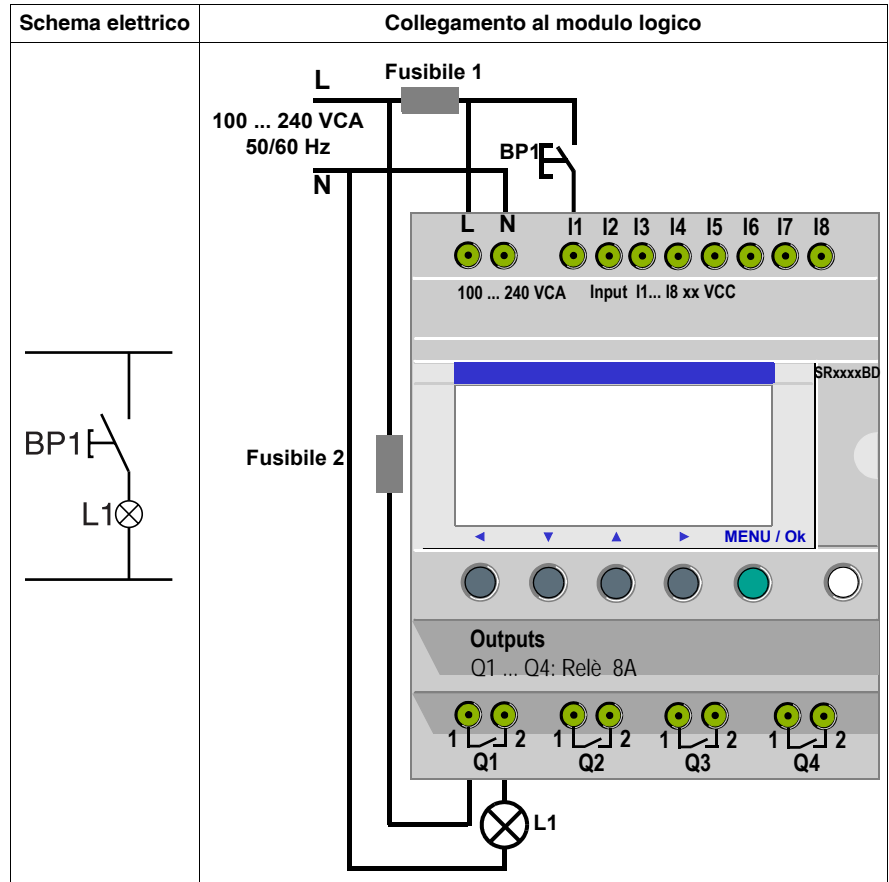 Schema elettrico
Collegamento al modulo logico
L
Fusibile 1
100 ... 240 VCA
50/60 Hz
BP1
N
L N I1 I2 I3 I4 I5 I6 I7 I8
100 ... 240 VCA Input I1... I8 xx VCC
SRxxxxBD
BP1
L1
Fusibile 2
MENU / Ok
Outputs
Q1 ... Q4: Relè 8A
1 2 1 2 1 2 1 2
Q1 Q2 Q3 Q4
L1